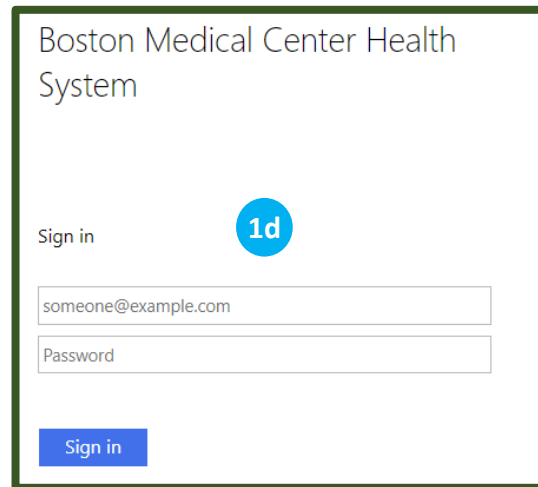 Boston Medical Center Health
System
Sign in
1d
someone@example.com
Password
Sign in